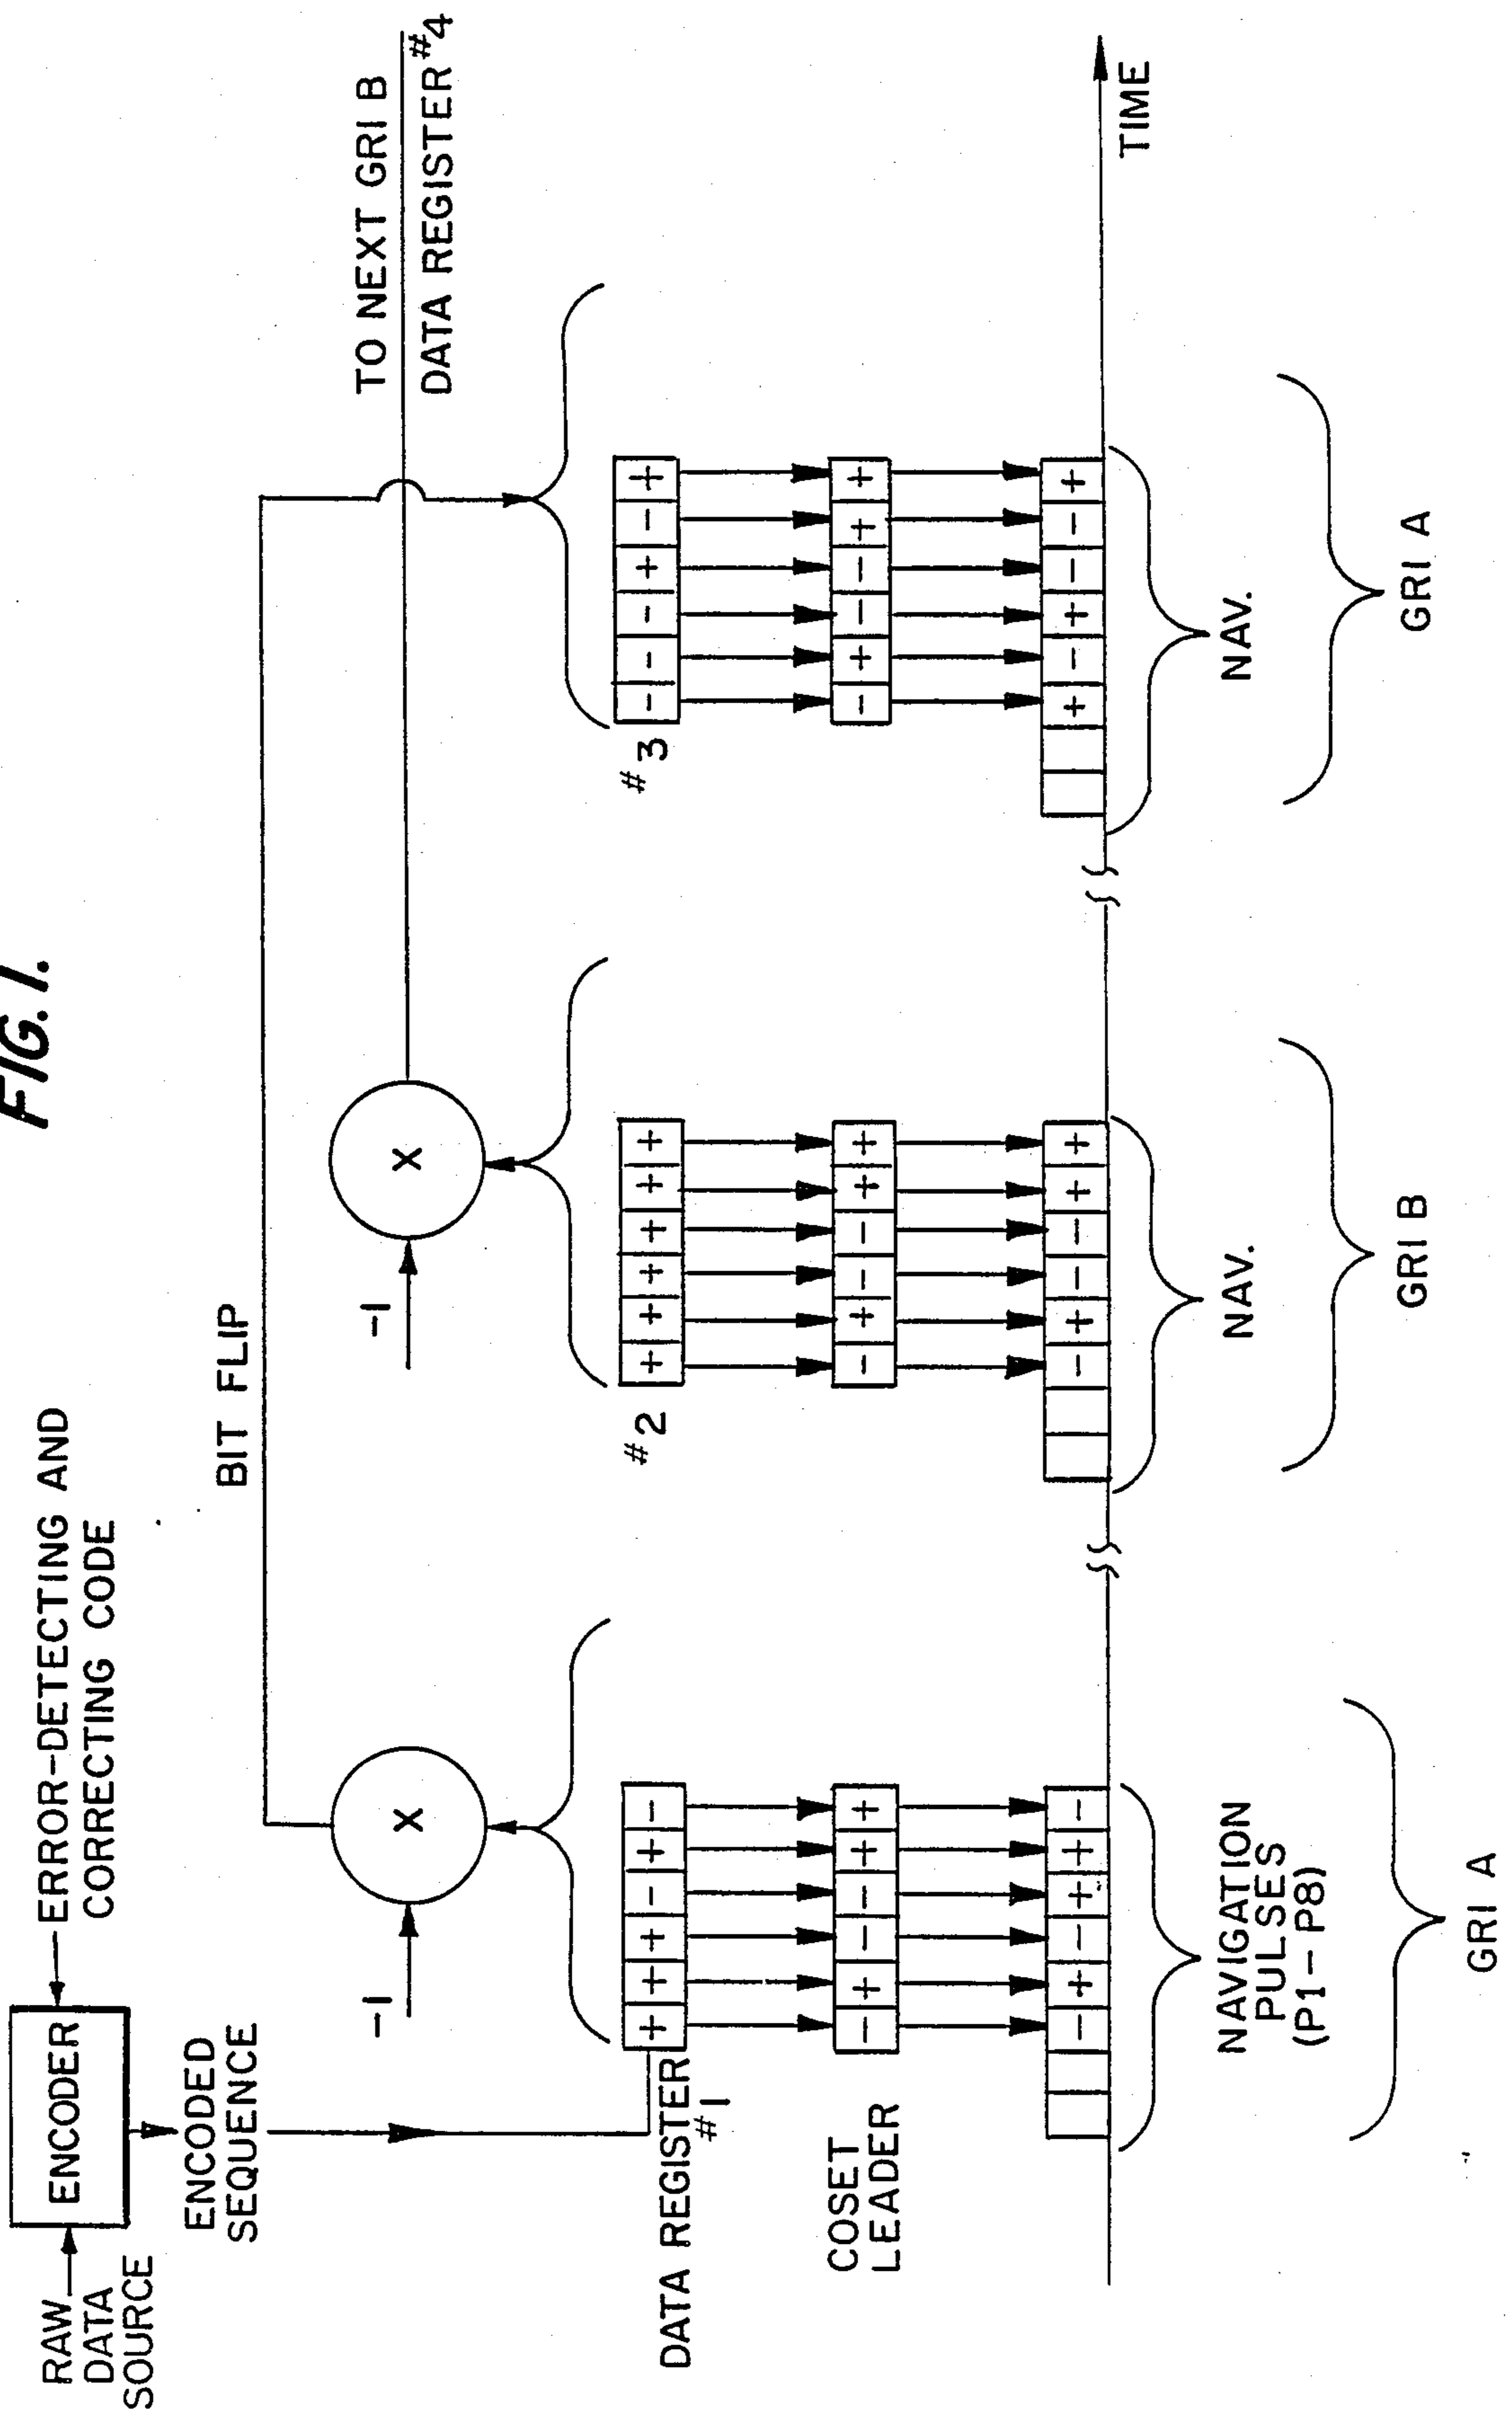 FIG. 1.
RAW
DATA
SOURCE
ENCODER
ERROR-DETECTING AND
CORRECTING CODE
ENCODED
SEQUENCE
BIT FLIP
TO NEXT GRI B
DATA REGISTER #4
-1
X
-1
X
DATA REGISTER
#1
+ + + - + -
#2
+ + + + + +
#3
- - - + - +
COSET
LEADER
- + - - + +
- + - - + +
- + - - + +
- + - + + -
- + - - + +
+ - + - - +
TIME
NAVIGATION
PULSES
(P1-P8)
NAV.
NAV.
GRI A
GRI B
GRI A